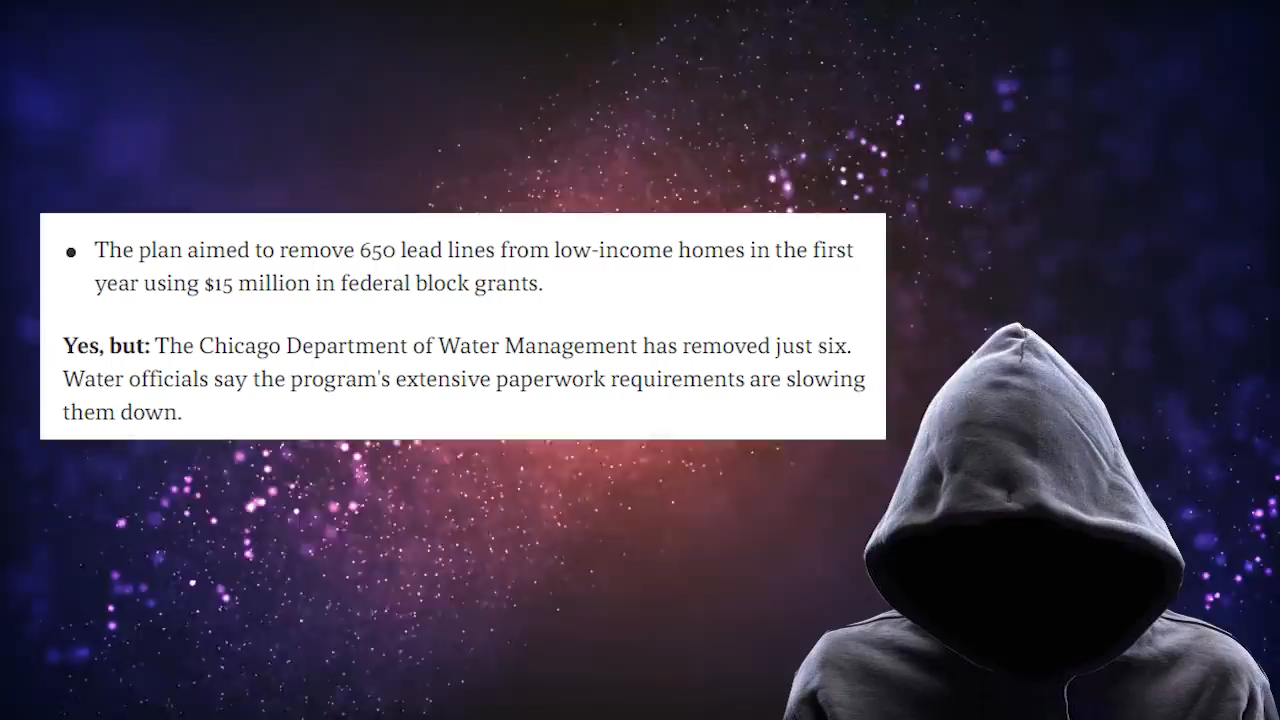 • The plan aimed to remove 650 lead lines from low-income homes in the first
year using $15 million in federal block grants.
Yes, but: The Chicago Department of Water Management has removed just six.
Water officials say the program's extensive paperwork requirements are slowing
them down.